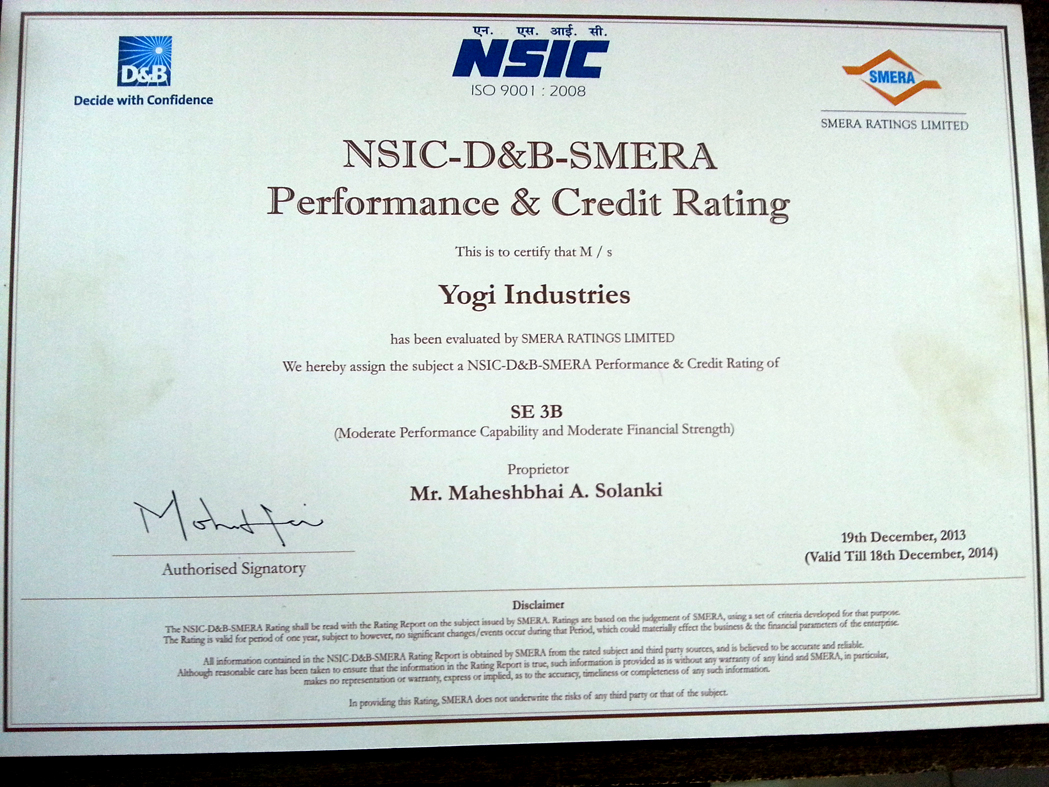 D&B
Decide with Confidence
एन. एस. आई. सी.
NSIC
ISO 9001 : 2008
SMERA
SMERA RATINGS LIMITED
NSIC-D&B-SMERA
Performance & Credit Rating
This is to certify that M / s
Yogi Industries
has been evaluated by SMERA RATINGS LIMITED
We hereby assign the subject a NSIC-D&B-SMERA Performance & Credit Rating of
SE 3B
(Moderate Performance Capability and Moderate Financial Strength)
Proprietor
Mr. Maheshbhai A. Solanki
Authorised Signatory
19th December, 2013
(Valid Till 18th December, 2014)
Disclaimer
The NSIC-D&B-SMERA Rating shall be read with the Rating Report on the subject issued by SMERA. Ratings are based on the judgement of SMERA, using a set of criteria developed for that purpose.
The Rating is valid for period of one year, subject to however, no significant changes/events occur during that Period, which could materially effect the business & the financial parameters of the enterprise.
All information contained in the NSIC-D&B-SMERA Rating Report is obtained by SMERA from the rated subject and third party sources, and is believed to be accurate and reliable.
Although reasonable care has been taken to ensure that the information in the Rating Report is true, such information is provided as is without any warranty of any kind and SMERA, in particular,
makes no representation or warranty, express or implied, as to the accuracy, timeliness or completeness of any such information.
In providing this Rating, SMERA does not underwrite the risks of any third party or that of the subject.